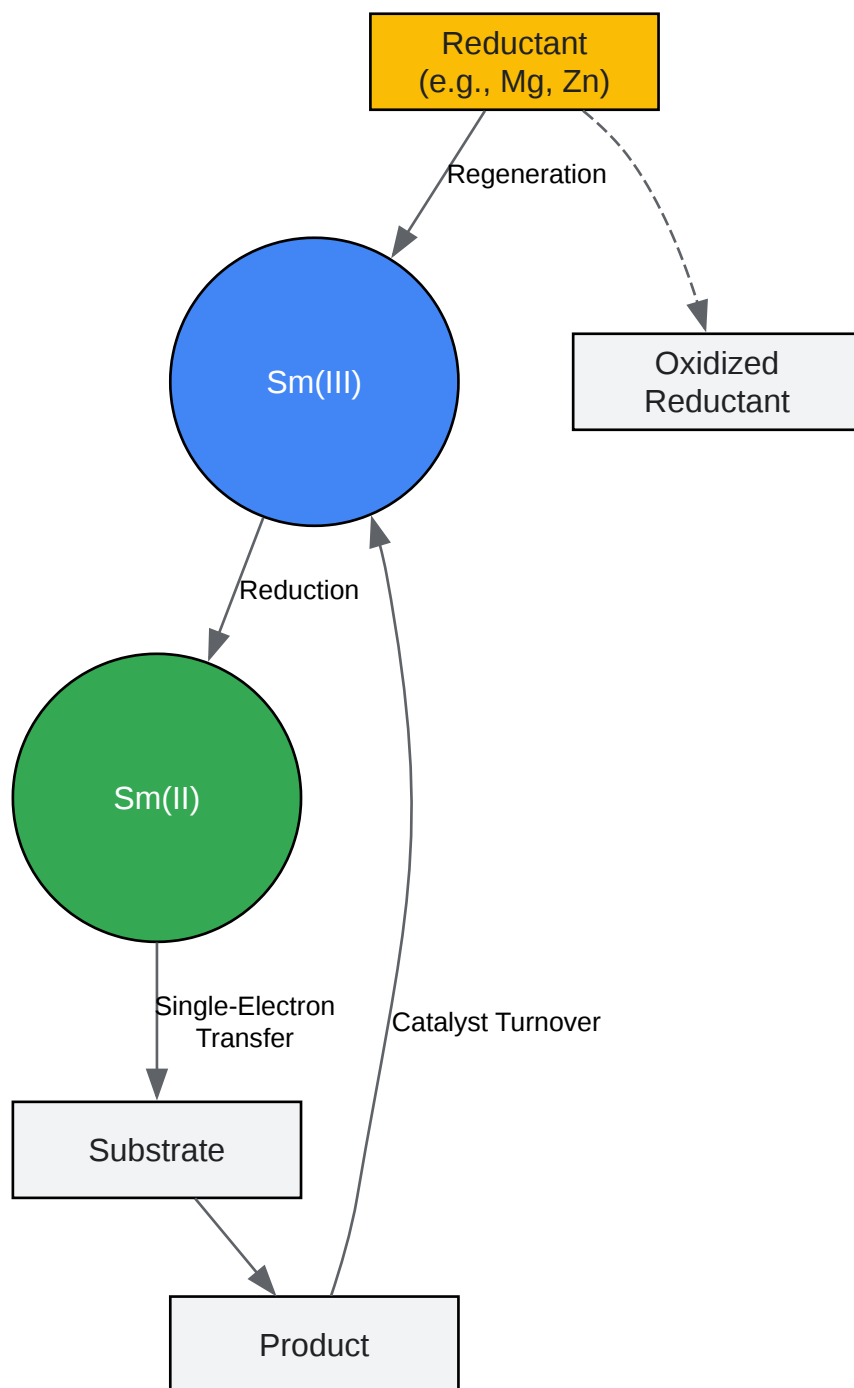 Reductant
(e.g., Mg, Zn)
Regeneration
Sm(III)
Oxidized
Reductant
Reduction
Sm(II)
Single-Electron
Transfer
Catalyst Turnover
Substrate
Product